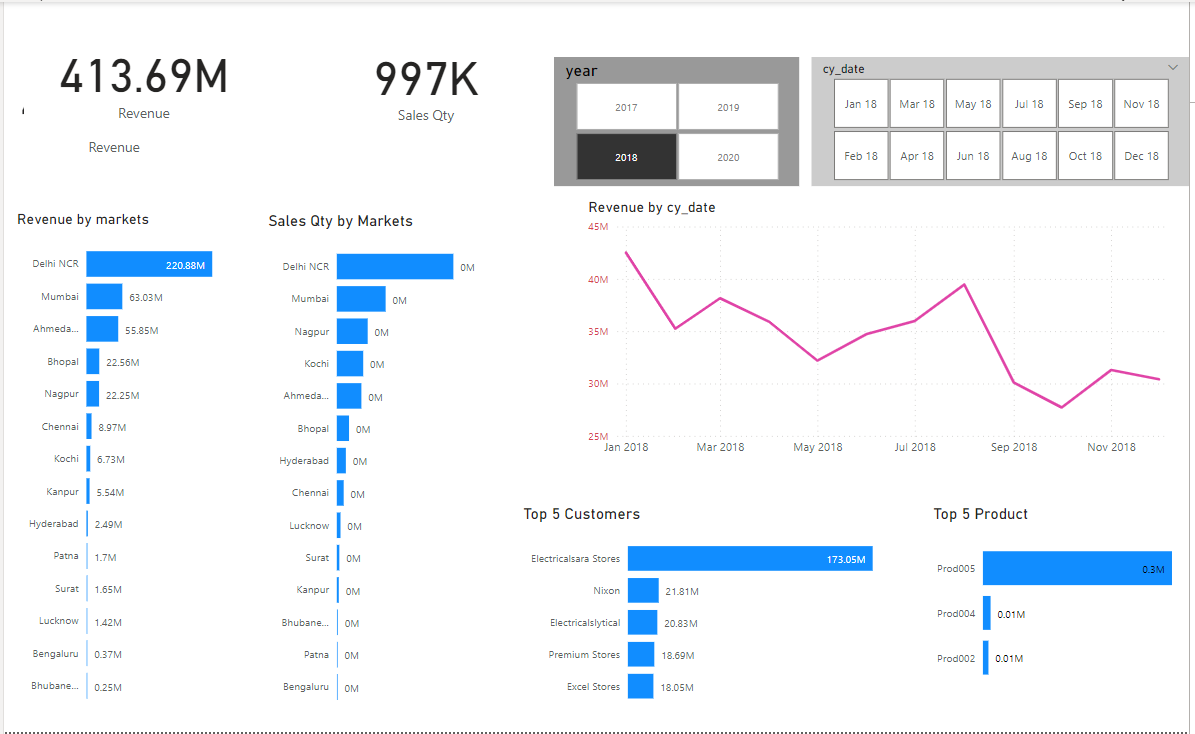 413.69M
Revenue
Revenue
997K
Sales Qty
year
2017 2019
2018 2020
cy_date
Jan 18 Mar 18 May 18 Jul 18 Sep 18 Nov 18
Feb 18 Apr 18 Jun 18 Aug 18 Oct 18 Dec 18
Revenue by markets
Delhi NCR 220.88M
Mumbai 63.03M
Ahmeda... 55.85M
Bhopal 22.56M
Nagpur 22.25M
Chennai 8.97M
Kochi 6.73M
Kanpur 5.54M
Hyderabad 2.49M
Patna 1.7M
Surat 1.65M
Lucknow 1.42M
Bengaluru 0.37M
Bhubane... 0.25M
Sales Qty by Markets
Delhi NCR 0M
Mumbai 0M
Nagpur 0M
Kochi 0M
Ahmeda... 0M
Bhopal 0M
Hyderabad 0M
Chennai 0M
Lucknow 0M
Surat 0M
Kanpur 0M
Bhubane... 0M
Patna 0M
Bengaluru 0M
Revenue by cy_date
45M
40M
35M
30M
25M
Jan 2018 Mar 2018 May 2018 Jul 2018 Sep 2018 Nov 2018
Top 5 Customers
Electricalsara Stores 173.05M
Nixon 21.81M
Electricalslytical 20.83M
Premium Stores 18.69M
Excel Stores 18.05M
Top 5 Product
Prod005 0.3M
Prod004 0.01M
Prod002 0.01M